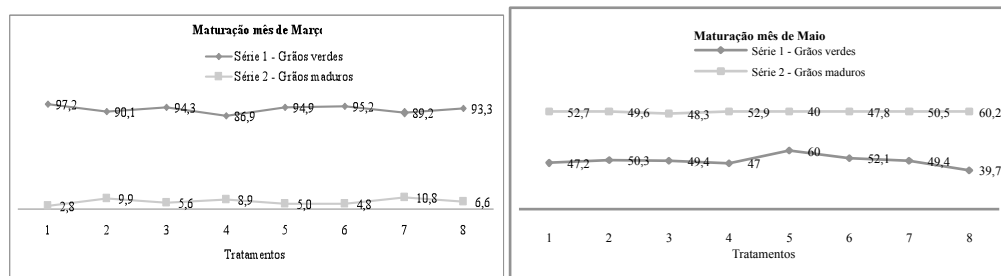 Maturação mês de Março
Série 1 - Grãos verdes
Série 2 - Grãos maduros
97,2 90,1 94,3 86,9 94,9 95,2 89,2 93,3
2,8 9,9 5,6 8,9 5,0 4,8 10,8 6,6
1 2 3 4 5 6 7 8
Tratamentos
Maturação mês de Maio
Série 1 - Grãos verdes
Série 2 - Grãos maduros
52,7 49,6 48,3 52,9 40 47,8 50,5 60,2
47,2 50,3 49,4 47 60 52,1 49,4 39,7
1 2 3 4 5 6 7 8
Tratamentos